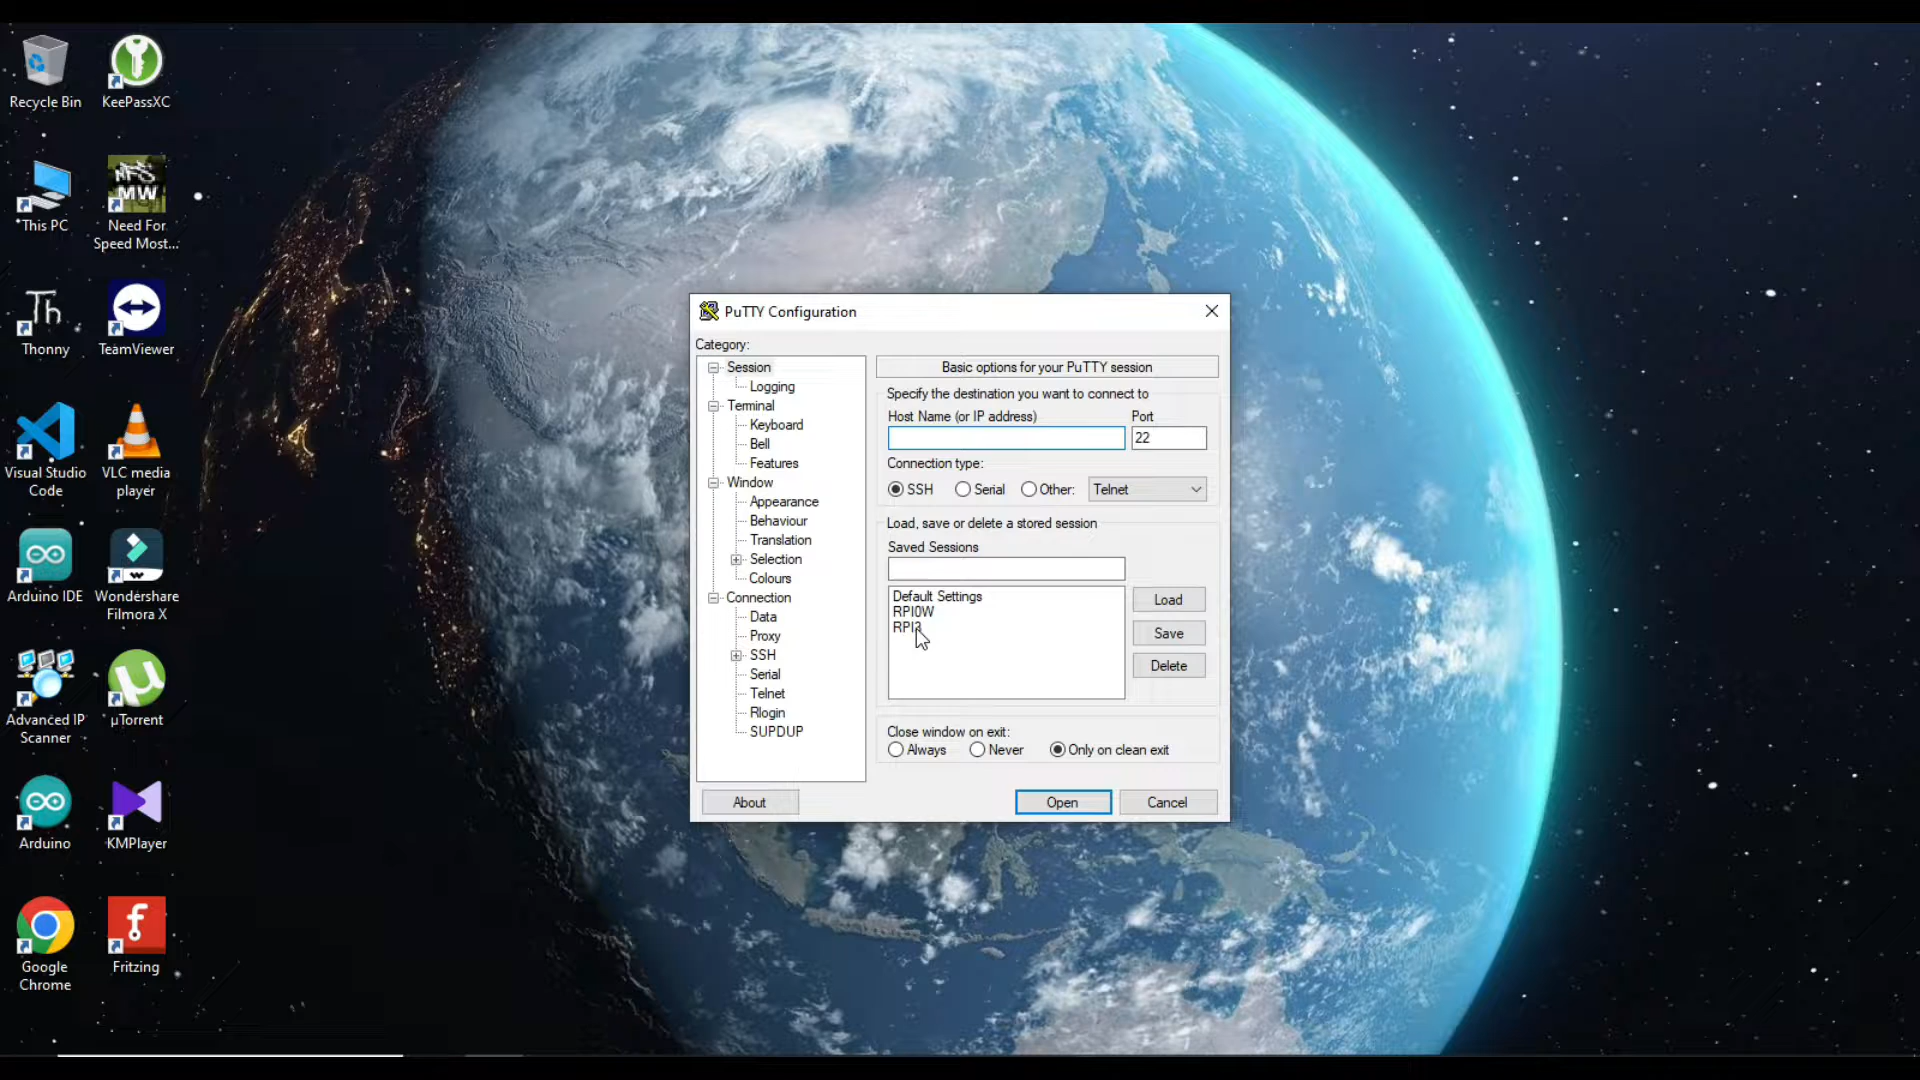 Recycle Bin
KeePassXC
This PC
NFS
MW
Need For
Speed Most...
Th
Thonny
TeamViewer
Visual Studio
Code
VLC media
player
Arduino IDE
Wondershare
Filmora X
Advanced IP
Scanner
µTorrent
Arduino
KMPlayer
Google
Chrome
f
Fritzing
PuTTY Configuration
Category:
Session
Logging
Terminal
Keyboard
Bell
Features
Window
Appearance
Behaviour
Translation
Selection
Colours
Connection
Data
Proxy
SSH
Serial
Telnet
Rlogin
SUPDUP
Basic options for your PuTTY session
Specify the destination you want to connect to
Host Name (or IP address)
Port
22
Connection type:
SSH
Serial
Other:
Telnet
Load, save or delete a stored session
Saved Sessions
Default Settings
RPI0W
RPI3
Load
Save
Delete
Close window on exit:
Always
Never
Only on clean exit
About
Open
Cancel